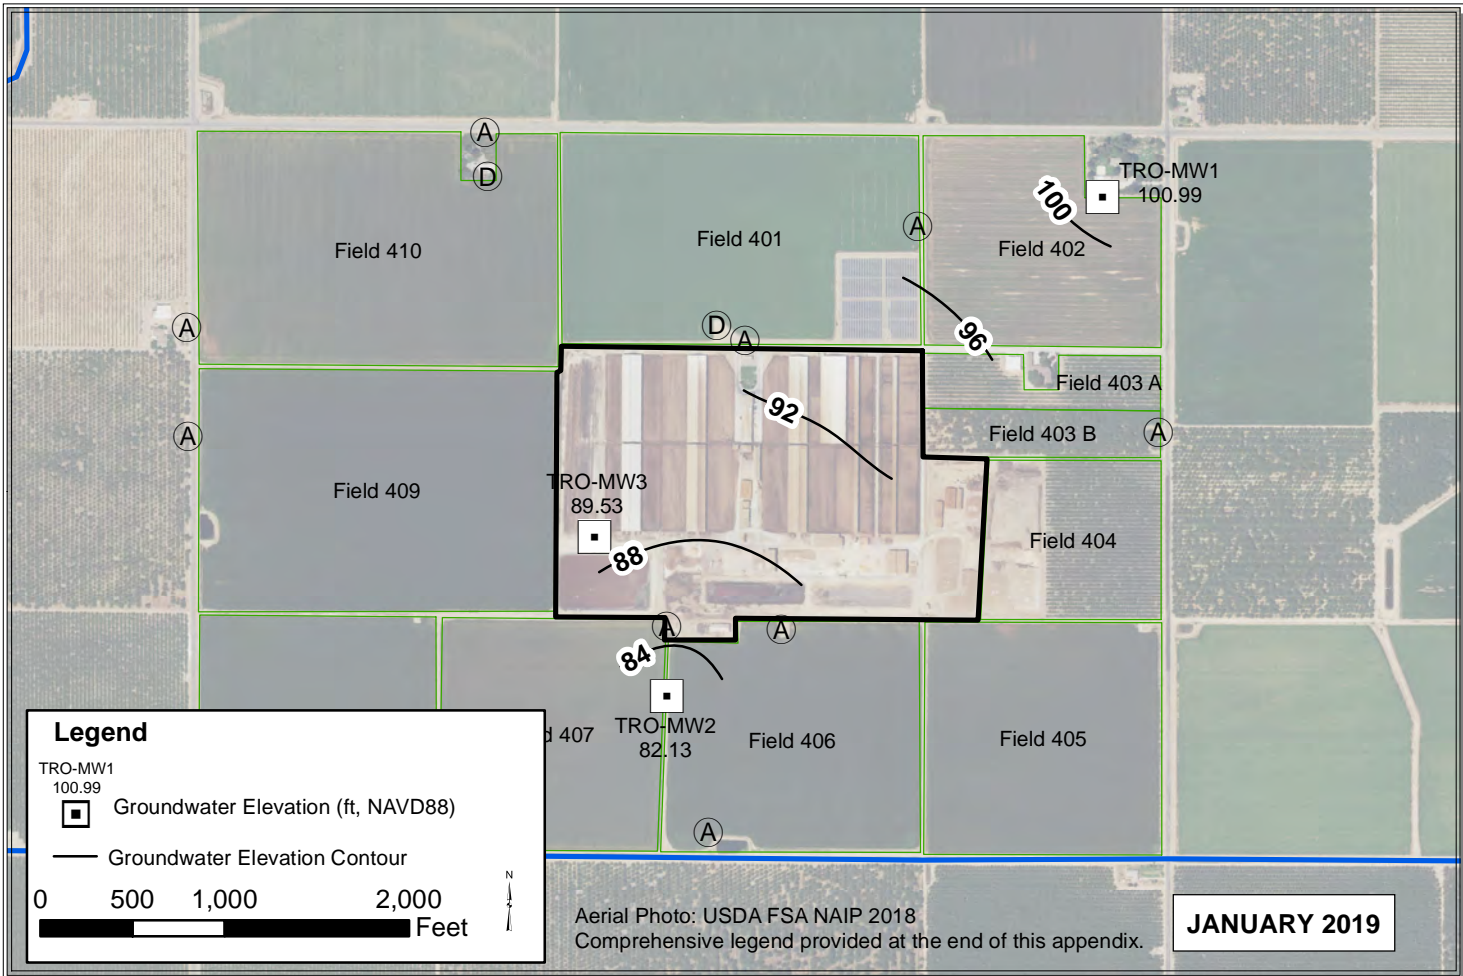 A
D
TRO-MW1
100.99
100
Field 410
Field 401
A
Field 402
A
D
A
96
Field 403 A
92
A
Field 403 B
A
TRO-MW3
89.53
Field 409
Field 404
88
A
A
84
d 407
TRO-MW2
82.13
Field 406
Field 405
A
Legend
TRO-MW1
100.99
Groundwater Elevation (ft, NAVD88)
Groundwater Elevation Contour
0 500 1,000 2,000
Feet
N
Aerial Photo: USDA FSA NAIP 2018
Comprehensive legend provided at the end of this appendix.
JANUARY 2019